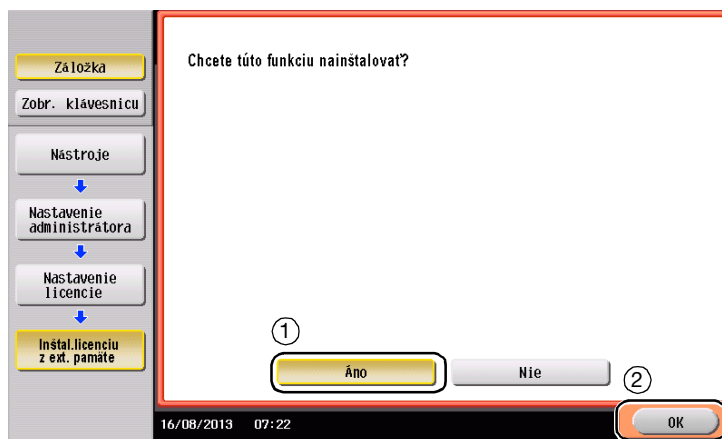 Záložka
Zobr. klávesnicu
Nástroje
Nastavenie
administrátora
Nastavenie
licencie
Inštal.licenciu
z ext. pamäte
Chcete túto funkciu nainštalovať?
1
Áno
Nie
2
16/08/2013 07:22
OK